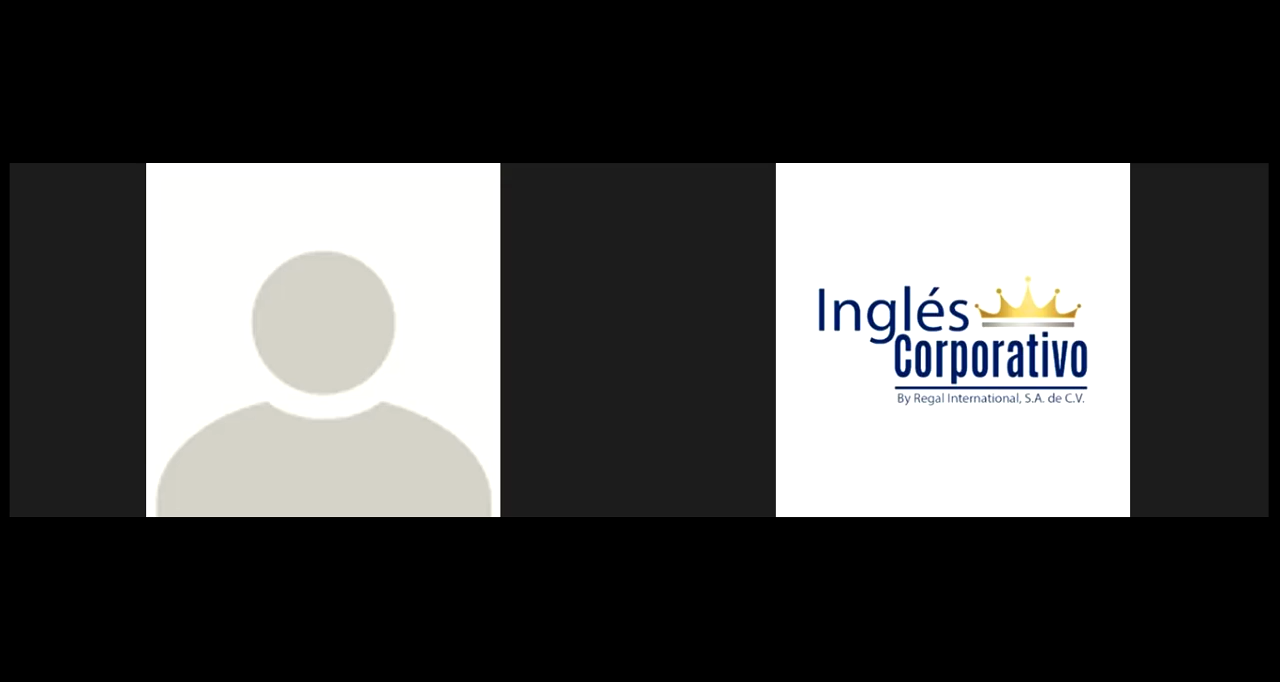 Inglés
Corporativo
By Regal International, S.A. de C.V.